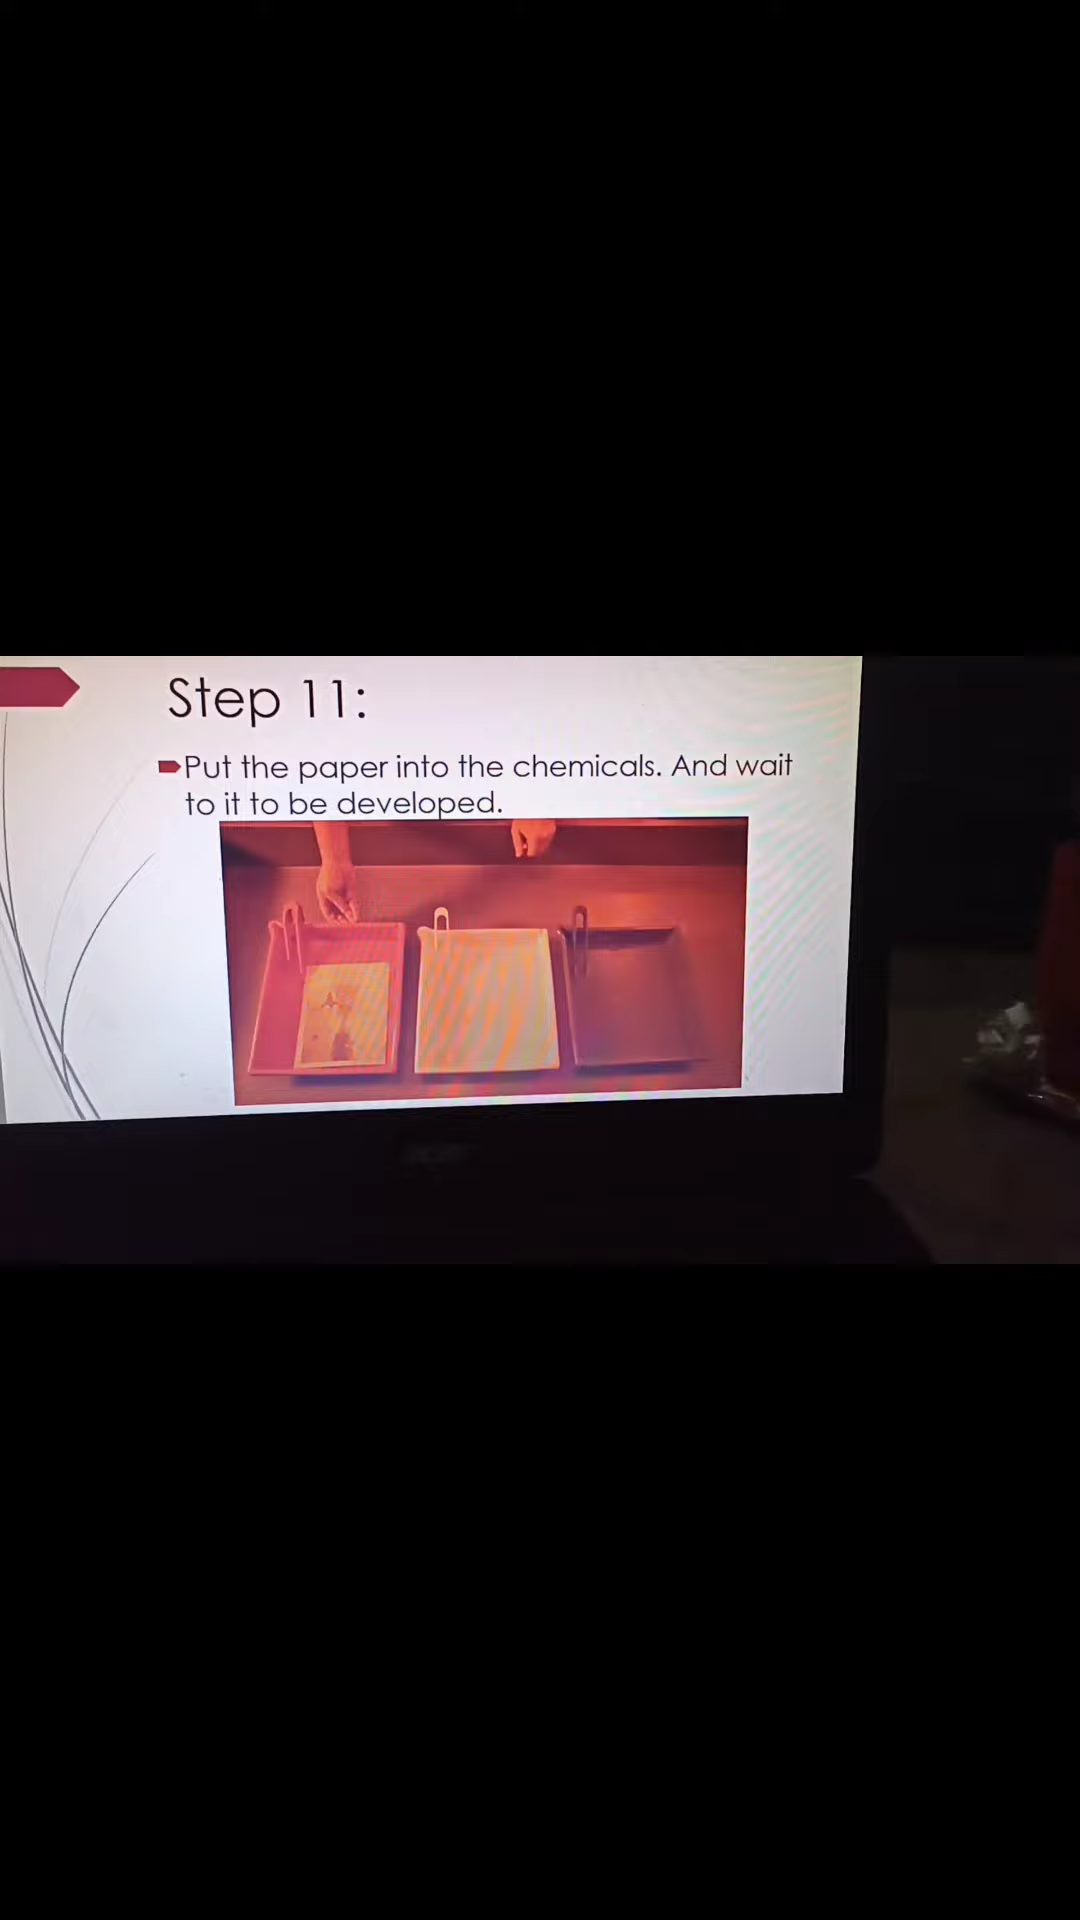 Step 11:
Put the paper into the chemicals. And wait
to it to be developed.